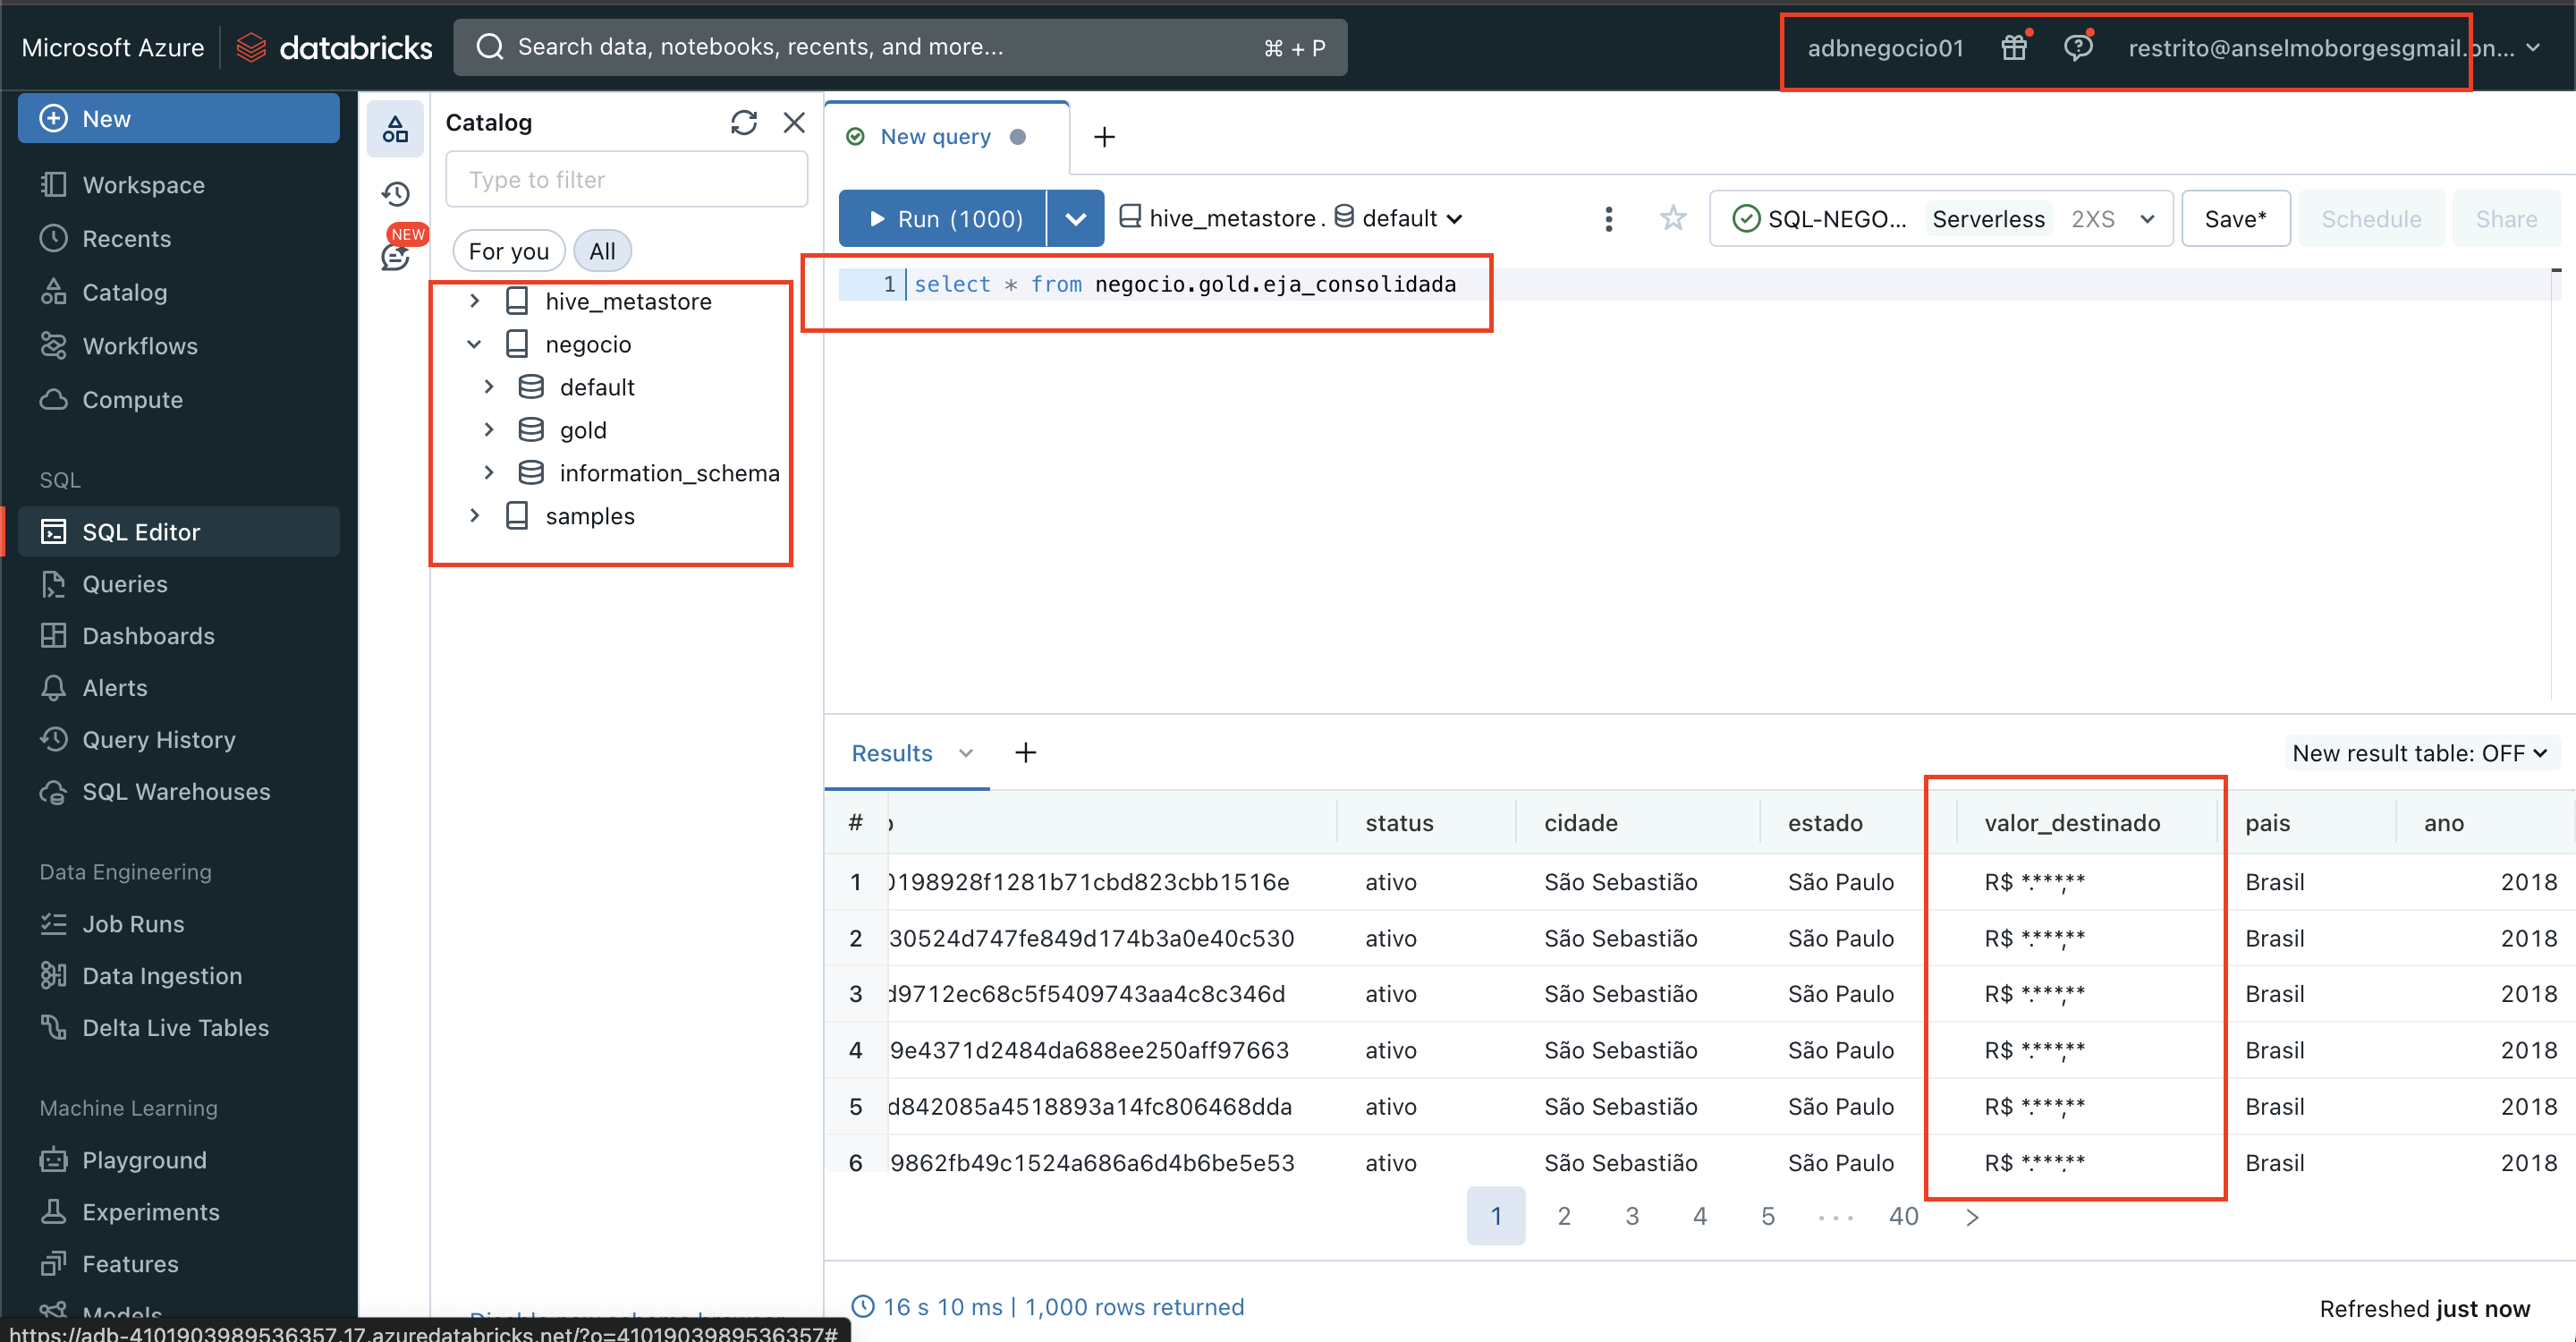 Microsoft Azure databricks Search data, notebooks, recents, and more... ⌘ + P adbnegocio01 restrito@anselmoborgesgmail.on...
New
Workspace
Recents
Catalog
Workflows
Compute
SQL
SQL Editor
Queries
Dashboards
Alerts
Query History
SQL Warehouses
Data Engineering
Job Runs
Data Ingestion
Delta Live Tables
Machine Learning
Playground
Experiments
Features
Models
https://adb-4101903989536357.17.azuredatabricks.net/?o=4101903989536357#
NEW
Catalog
Type to filter
For you All
hive_metastore
negocio
default
gold
information_schema
samples
New query
Run (1000) hive_metastore. default SQL-NEGO... Serverless 2XS Save* Schedule Share
1 select * from negocio.gold.eja_consolidada
Results New result table: OFF
# status cidade estado valor_destinado pais ano
1 0198928f1281b71cbd823cbb1516e ativo São Sebastião São Paulo R$ *.***,** Brasil 2018
2 30524d747fe849d174b3a0e40c530 ativo São Sebastião São Paulo R$ *.***,** Brasil 2018
3 d9712ec68c5f5409743aa4c8c346d ativo São Sebastião São Paulo R$ *.***,** Brasil 2018
4 9e4371d2484da688ee250aff97663 ativo São Sebastião São Paulo R$ *.***,** Brasil 2018
5 d842085a4518893a14fc806468dda ativo São Sebastião São Paulo R$ *.***,** Brasil 2018
6 9862fb49c1524a686a6d4b6be5e53 ativo São Sebastião São Paulo R$ *.***,** Brasil 2018
1 2 3 4 5 ... 40
16 s 10 ms | 1,000 rows returned Refreshed just now